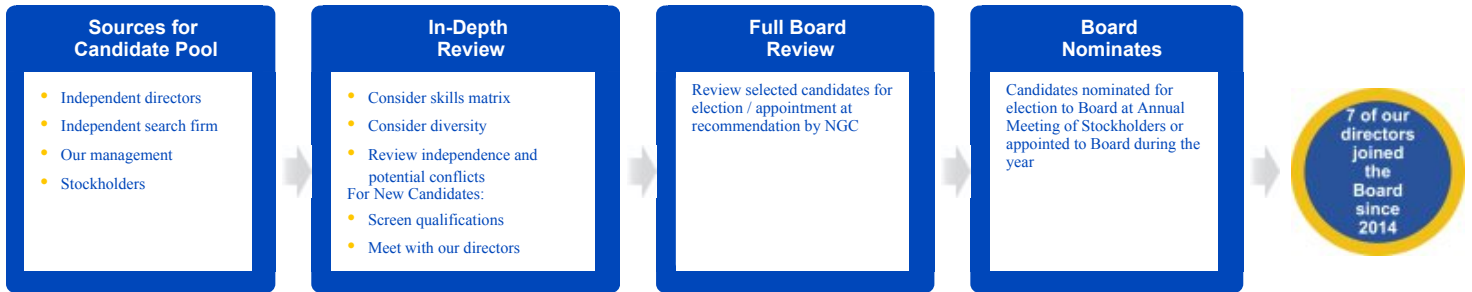 Sources for
Candidate Pool
• Independent directors
• Independent search firm
• Our management
• Stockholders
In-Depth
Review
• Consider skills matrix
• Consider diversity
• Review independence and
potential conflicts
For New Candidates:
• Screen qualifications
• Meet with our directors
Full Board
Review
Review selected candidates for
election / appointment at
recommendation by NGC
Board
Nominates
Candidates nominated for
election to Board at Annual
Meeting of Stockholders or
appointed to Board during the
year
7 of our
directors
joined
the
Board
since
2014